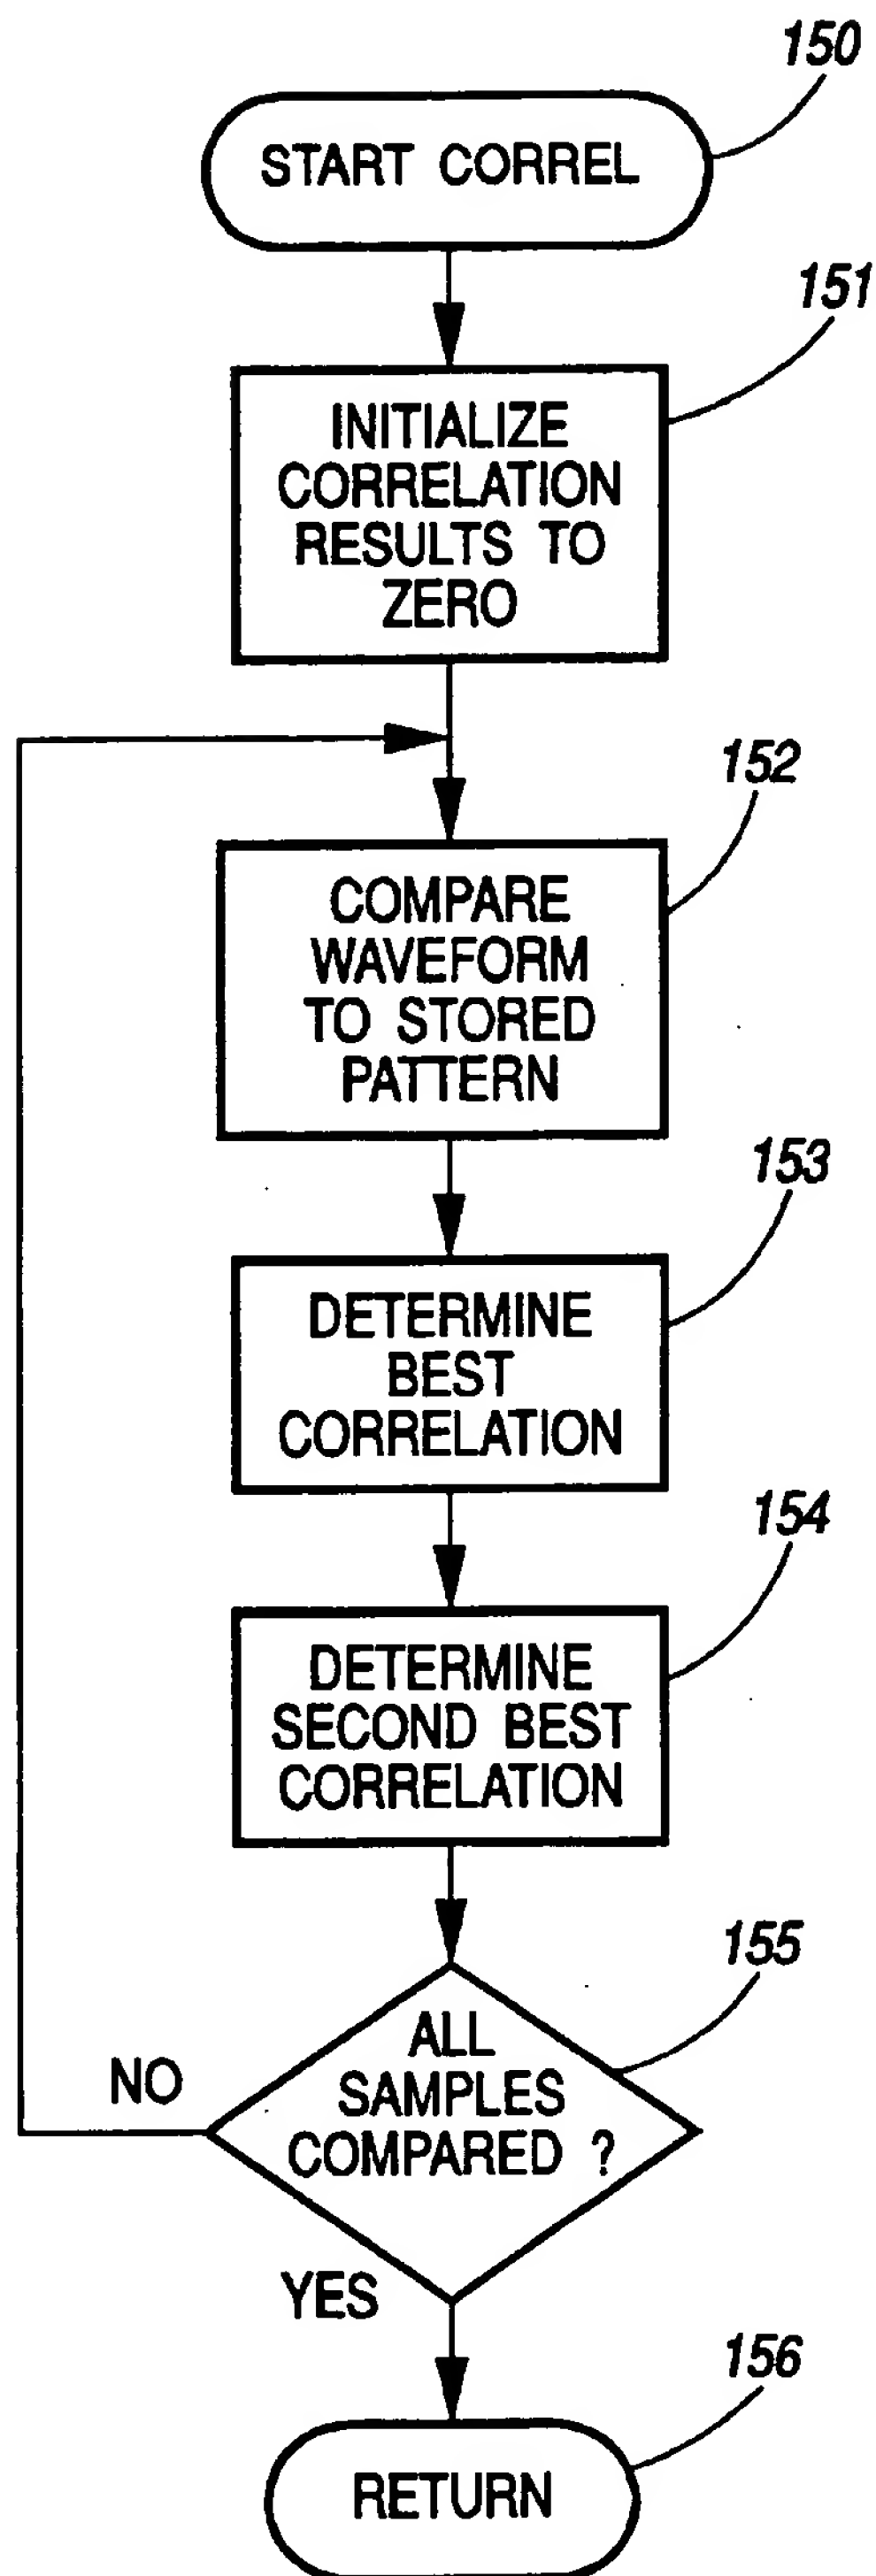 150
START CORREL
151
INITIALIZE
CORRELATION
RESULTS TO
ZERO
152
COMPARE
WAVEFORM
TO STORED
PATTERN
153
DETERMINE
BEST
CORRELATION
154
DETERMINE
SECOND BEST
CORRELATION
155
ALL
SAMPLES
COMPARED ?
NO
YES
156
RETURN